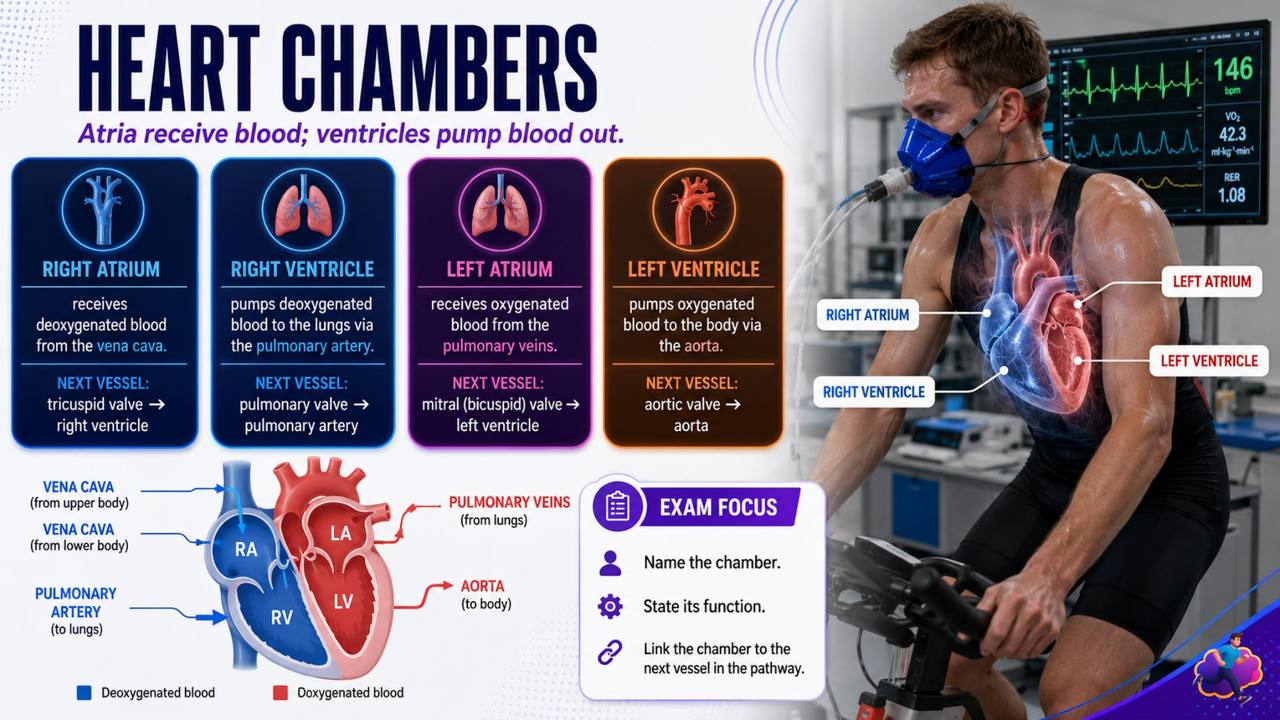 HEART CHAMBERS
Atria receive blood; ventricles pump blood out.
RIGHT ATRIUM
receives
deoxygenated blood
from the vena cava.
NEXT VESSEL:
tricuspid valve →
right ventricle
RIGHT VENTRICLE
pumps deoxygenated
blood to the lungs via
the pulmonary artery.
NEXT VESSEL:
pulmonary valve →
pulmonary artery
LEFT ATRIUM
receives oxygenated
blood from the
pulmonary veins.
NEXT VESSEL:
mitral (bicuspid) valve →
left ventricle
LEFT VENTRICLE
pumps oxygenated
blood to the body via
the aorta.
NEXT VESSEL:
aortic valve →
aorta
VENA CAVA
(from upper body)
VENA CAVA
(from lower body)
PULMONARY
ARTERY
(to lungs)
RA
LA
RV
LV
PULMONARY VEINS
(from lungs)
AORTA
(to body)
Deoxygenated blood
Doxygenated blood
EXAM FOCUS
Name the chamber.
State its function.
Link the chamber to the
next vessel in the pathway.
146
bpm
VO₂
42.3
ml·kg⁻¹·min⁻¹
RER
1.08
RIGHT ATRIUM
LEFT ATRIUM
RIGHT VENTRICLE
LEFT VENTRICLE